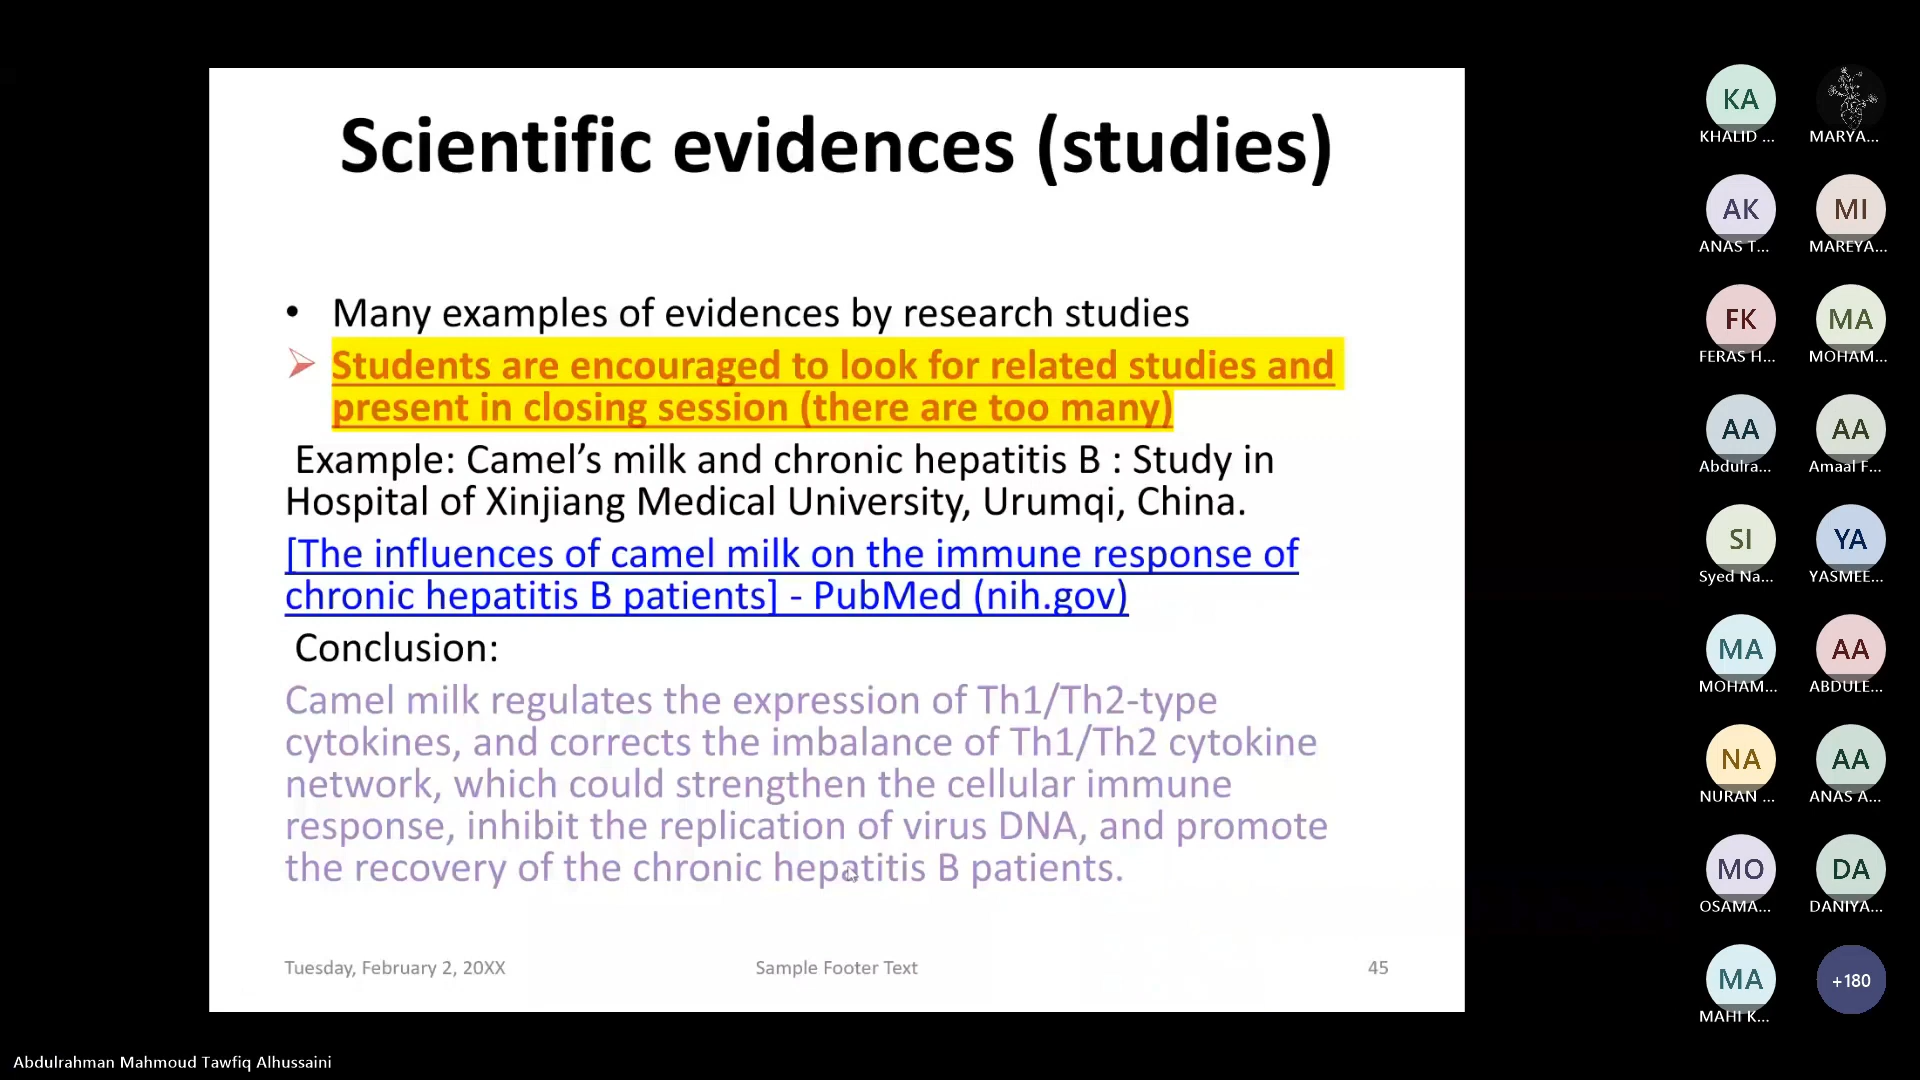 Scientific evidences (studies)
• Many examples of evidences by research studies
Students are encouraged to look for related studies and
present in closing session (there are too many)
Example: Camel’s milk and chronic hepatitis B : Study in
Hospital of Xinjiang Medical University, Urumqi, China.
[The influences of camel milk on the immune response of
chronic hepatitis B patients] - PubMed (nih.gov)
Conclusion:
Camel milk regulates the expression of Th1/Th2-type
cytokines, and corrects the imbalance of Th1/Th2 cytokine
network, which could strengthen the cellular immune
response, inhibit the replication of virus DNA, and promote
the recovery of the chronic hepatitis B patients.
Tuesday, February 2, 20XX
Sample Footer Text
45
KA
KHALID ...
MARYA...
AK
ANAS T...
MI
MAREYA...
FK
FERAS H...
MA
MOHAM...
AA
Abdulra...
AA
Amaal F...
SI
Syed Na...
YA
YASMEE...
MA
MOHAM...
AA
ABDULE...
NA
NURAN ...
AA
ANAS A...
MO
OSAMA...
DA
DANIYA...
MA
MAHI K...
+180
Abdulrahman Mahmoud Tawfiq Alhussaini